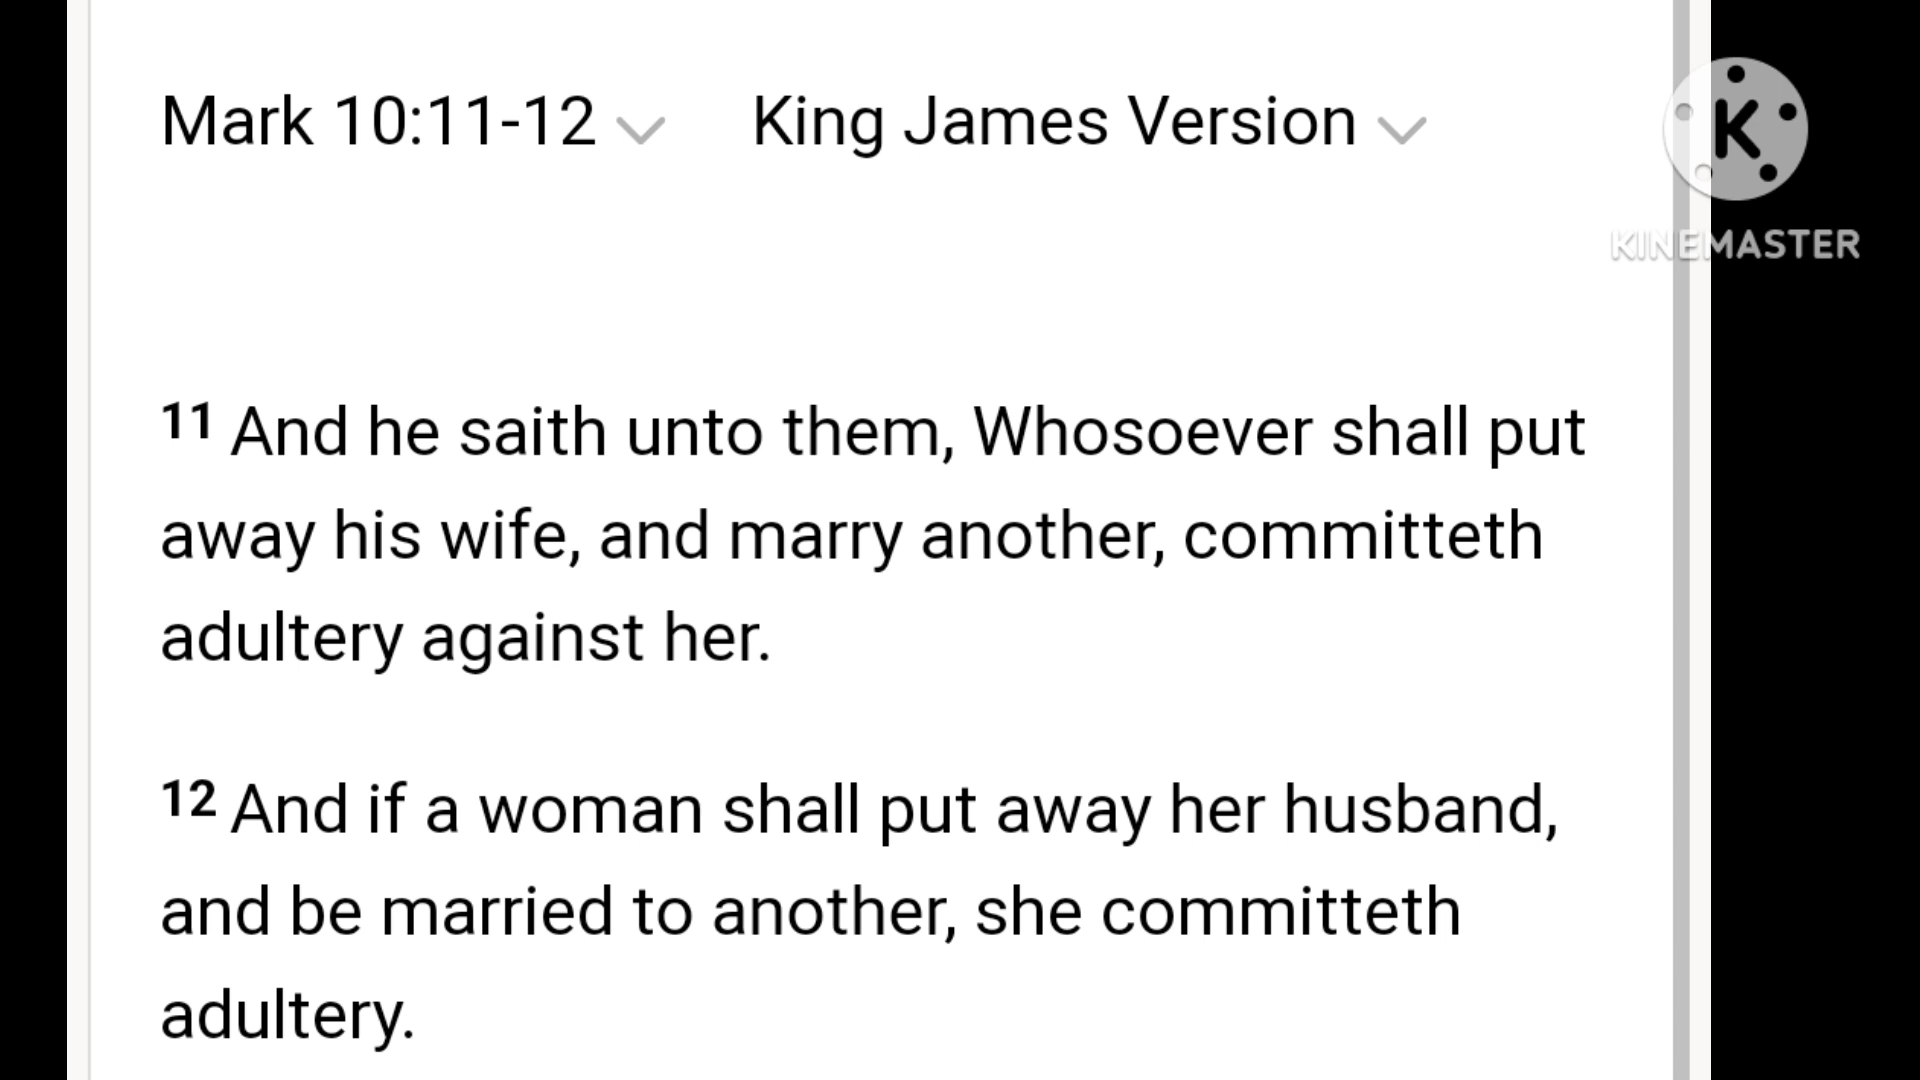 Mark 10:11-12 King James Version
K
KINEMASTER
11 And he saith unto them, Whosoever shall put
away his wife, and marry another, committeth
adultery against her.
12 And if a woman shall put away her husband,
and be married to another, she committeth
adultery.